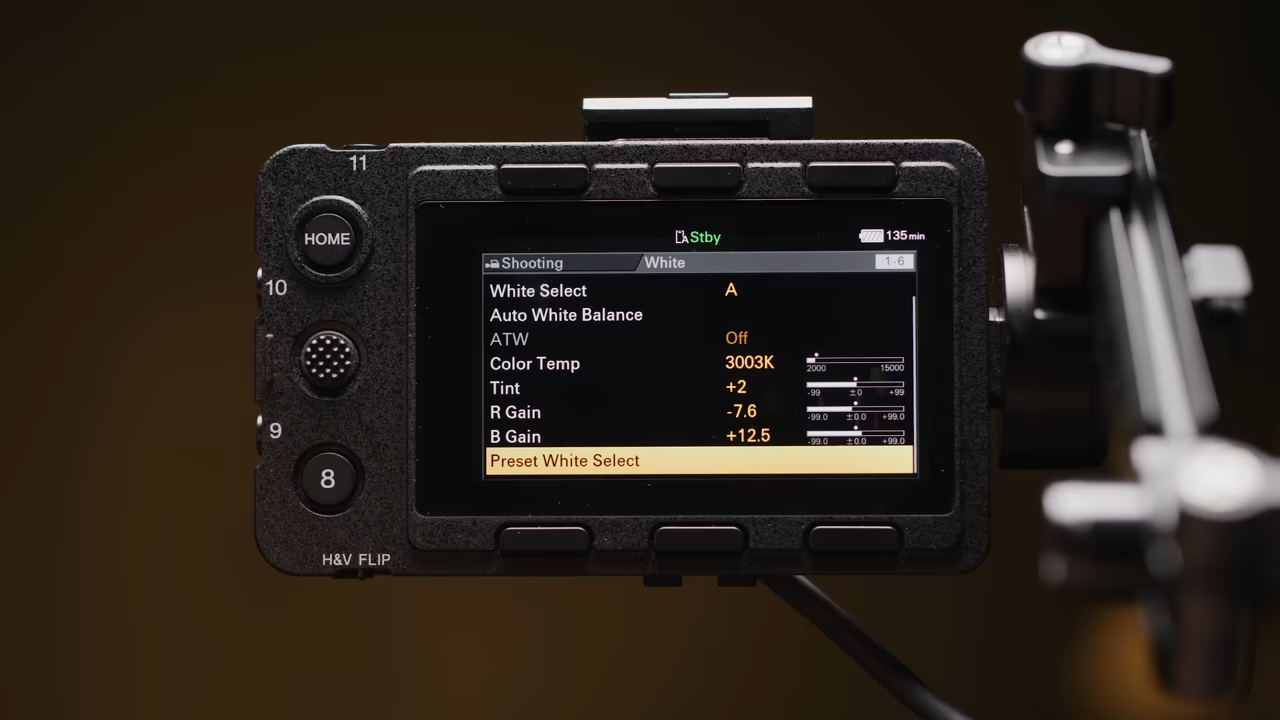 11
HOME
10
9
8
H&V FLIP
A Stby
135 min
Shooting White 1-6
White Select A
Auto White Balance
ATW Off
Color Temp 3003K 2000 15000
Tint +2 -99 ±0 +99
R Gain -7.6 -99.0 ±0.0 +99.0
B Gain +12.5 -99.0 ±0.0 +99.0
Preset White Select